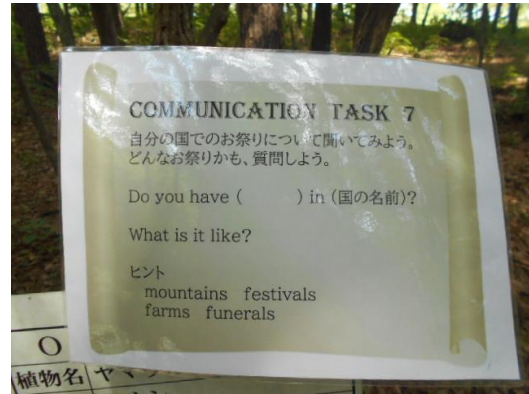 COMMUNICATION TASK 7
自分の国でのお祭りについて聞いてみよう。
どんなお祭りかも、質問しよう。
Do you have (          ) in (国の名前)?
What is it like?
ヒント
mountains festivals
farms funerals
O
植物名 ヤマ